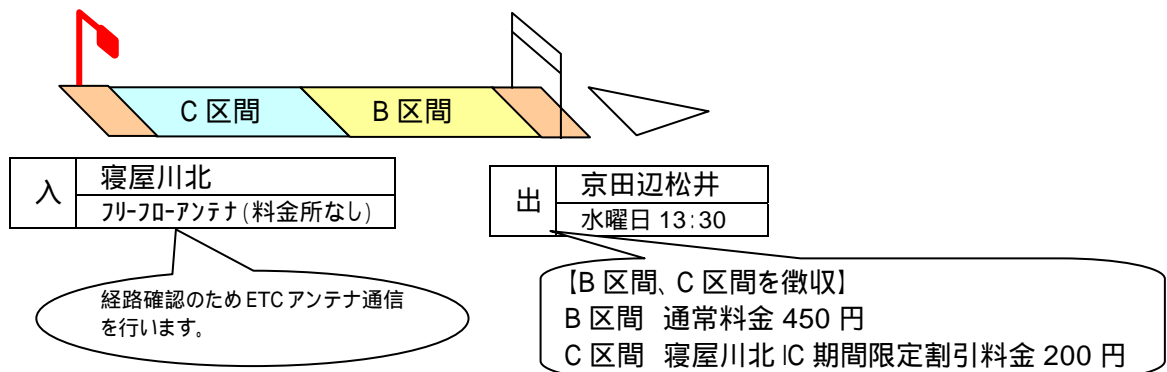 C 区間
B 区間
入
寝屋川北
ﾌﾘｰﾌﾛｰｱﾝﾃﾅ(料金所なし)
出
京田辺松井
水曜日 13:30
経路確認のため ETC アンテナ通信
を行います。
【B 区間、C 区間を徴収】
B 区間 通常料金 450 円
C 区間 寝屋川北 IC 期間限定割引料金 200 円